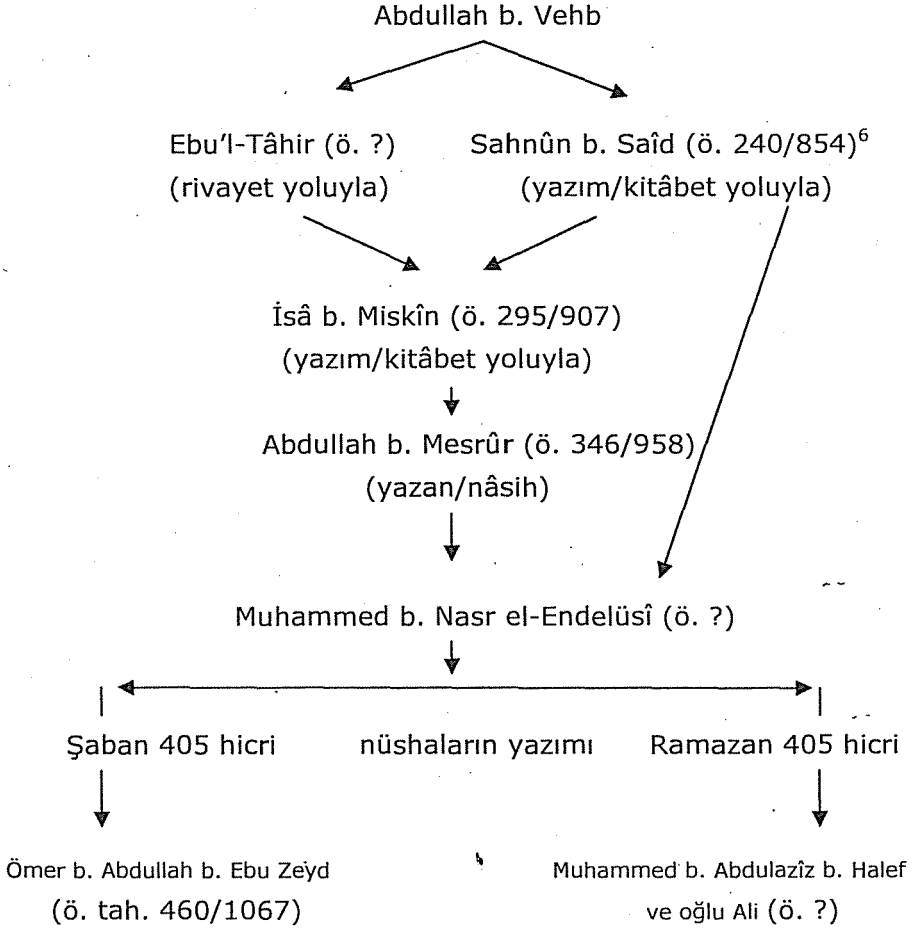 Abdullah b. Vehb
Ebu'l-Tâhir (ö. ?)
(rivayet yoluyla)
Sahnûn b. Saîd (ö. 240/854)⁶
(yazım/kitâbet yoluyla)
İsâ b. Miskîn (ö. 295/907)
(yazım/kitâbet yoluyla)
Abdullah b. Mesrûr (ö. 346/958)
(yazan/nâsih)
Muhammed b. Nasr el-Endelüsî (ö. ?)
Şaban 405 hicri
nüshaların yazımı
Ramazan 405 hicri
Ömer b. Abdullah b. Ebu Zeyd
(ö. tah. 460/1067)
Muhammed b. Abdulazîz b. Halef
ve oğlu Ali (ö. ?)